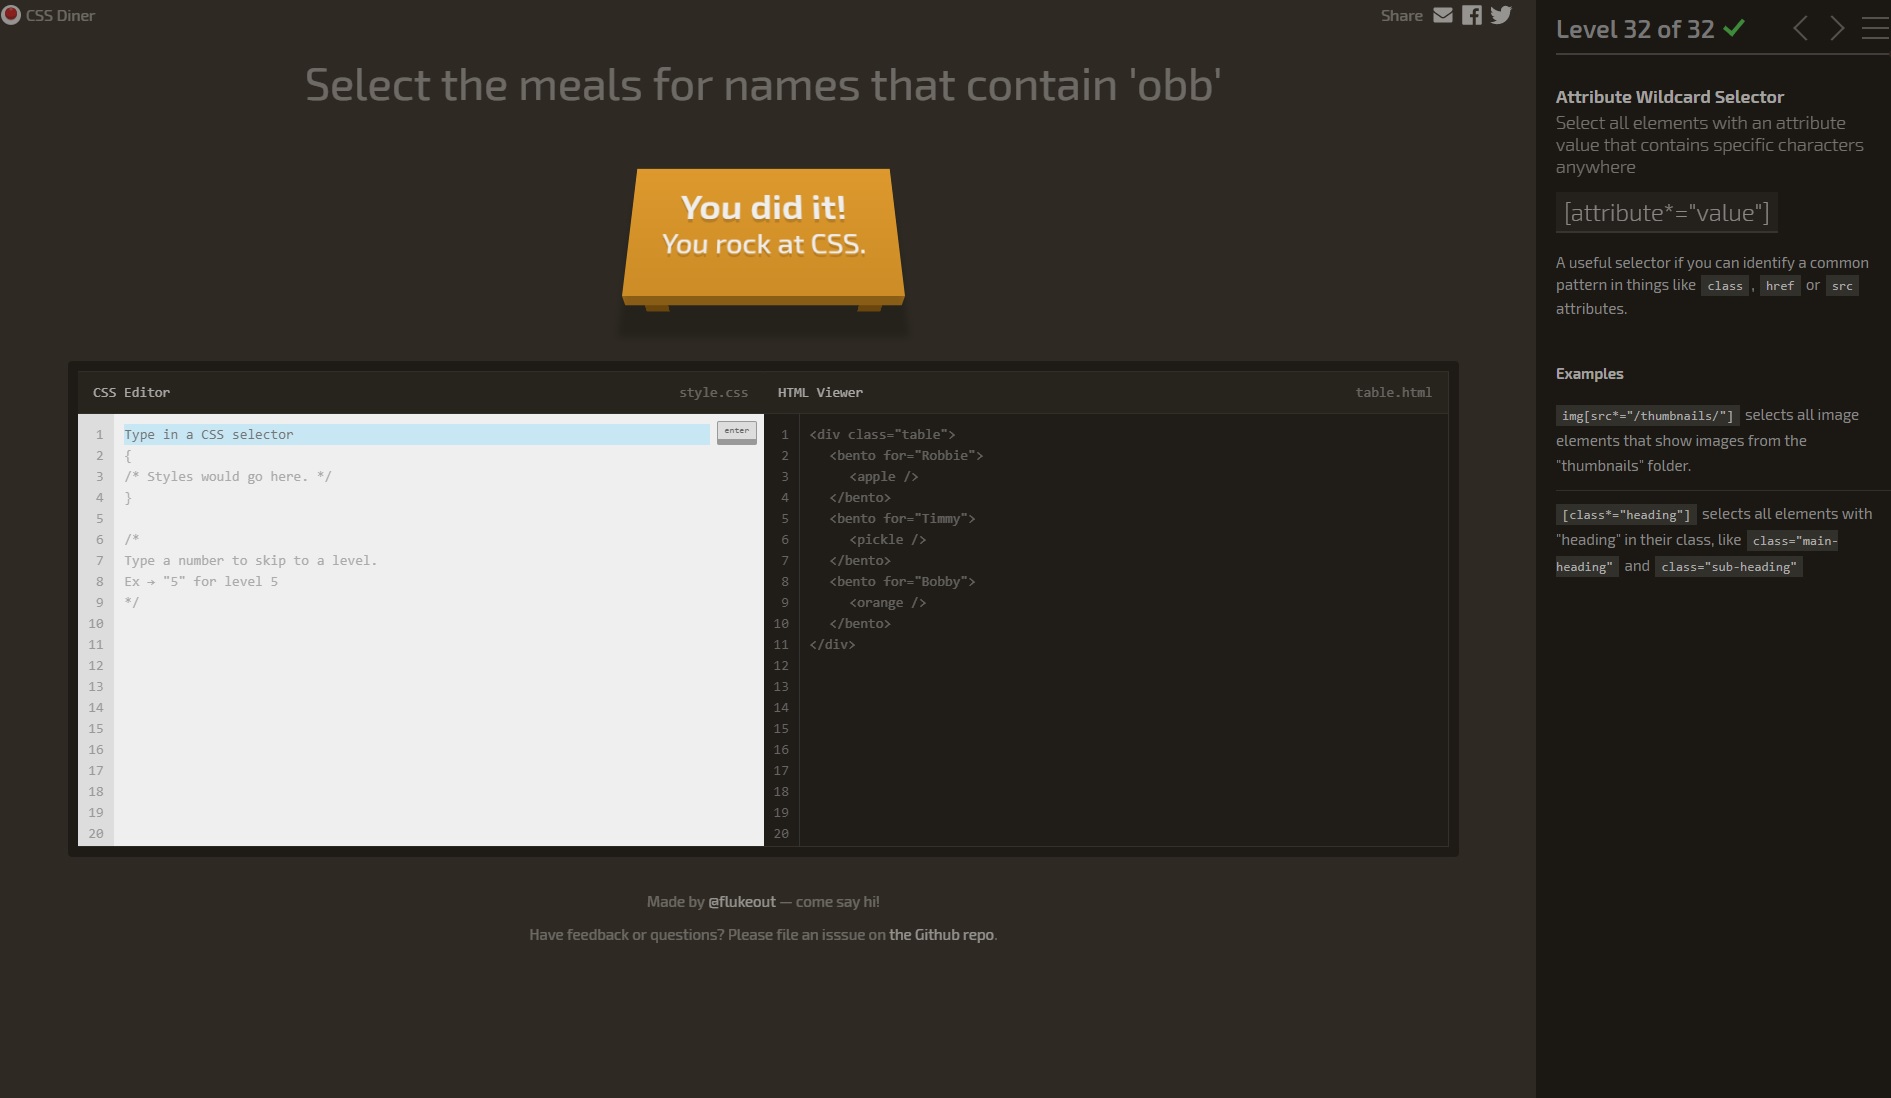 CSS Diner
Share
Select the meals for names that contain 'obb'
You did it!
You rock at CSS.
CSS Editor
style.css
1 Type in a CSS selector
enter
2 {
3 /* Styles would go here. */
4 }
5
6 /*
7 Type a number to skip to a level.
8 Ex → "5" for level 5
9 */
10
11
12
13
14
15
16
17
18
19
20
HTML Viewer
table.html
1 <div class="table">
2 <bento for="Robbie">
3 <apple />
4 </bento>
5 <bento for="Timmy">
6 <pickle />
7 </bento>
8 <bento for="Bobby">
9 <orange />
10 </bento>
11 </div>
12
13
14
15
16
17
18
19
20
Made by @flukeout — come say hi!
Have feedback or questions? Please file an isssue on the Github repo.
Level 32 of 32
Attribute Wildcard Selector
Select all elements with an attribute
value that contains specific characters
anywhere
[attribute*="value"]
A useful selector if you can identify a common
pattern in things like class , href or src
attributes.
Examples
img[src*="/thumbnails/"] selects all image
elements that show images from the
"thumbnails" folder.
[class*="heading"] selects all elements with
"heading" in their class, like class="main-
heading" and class="sub-heading"